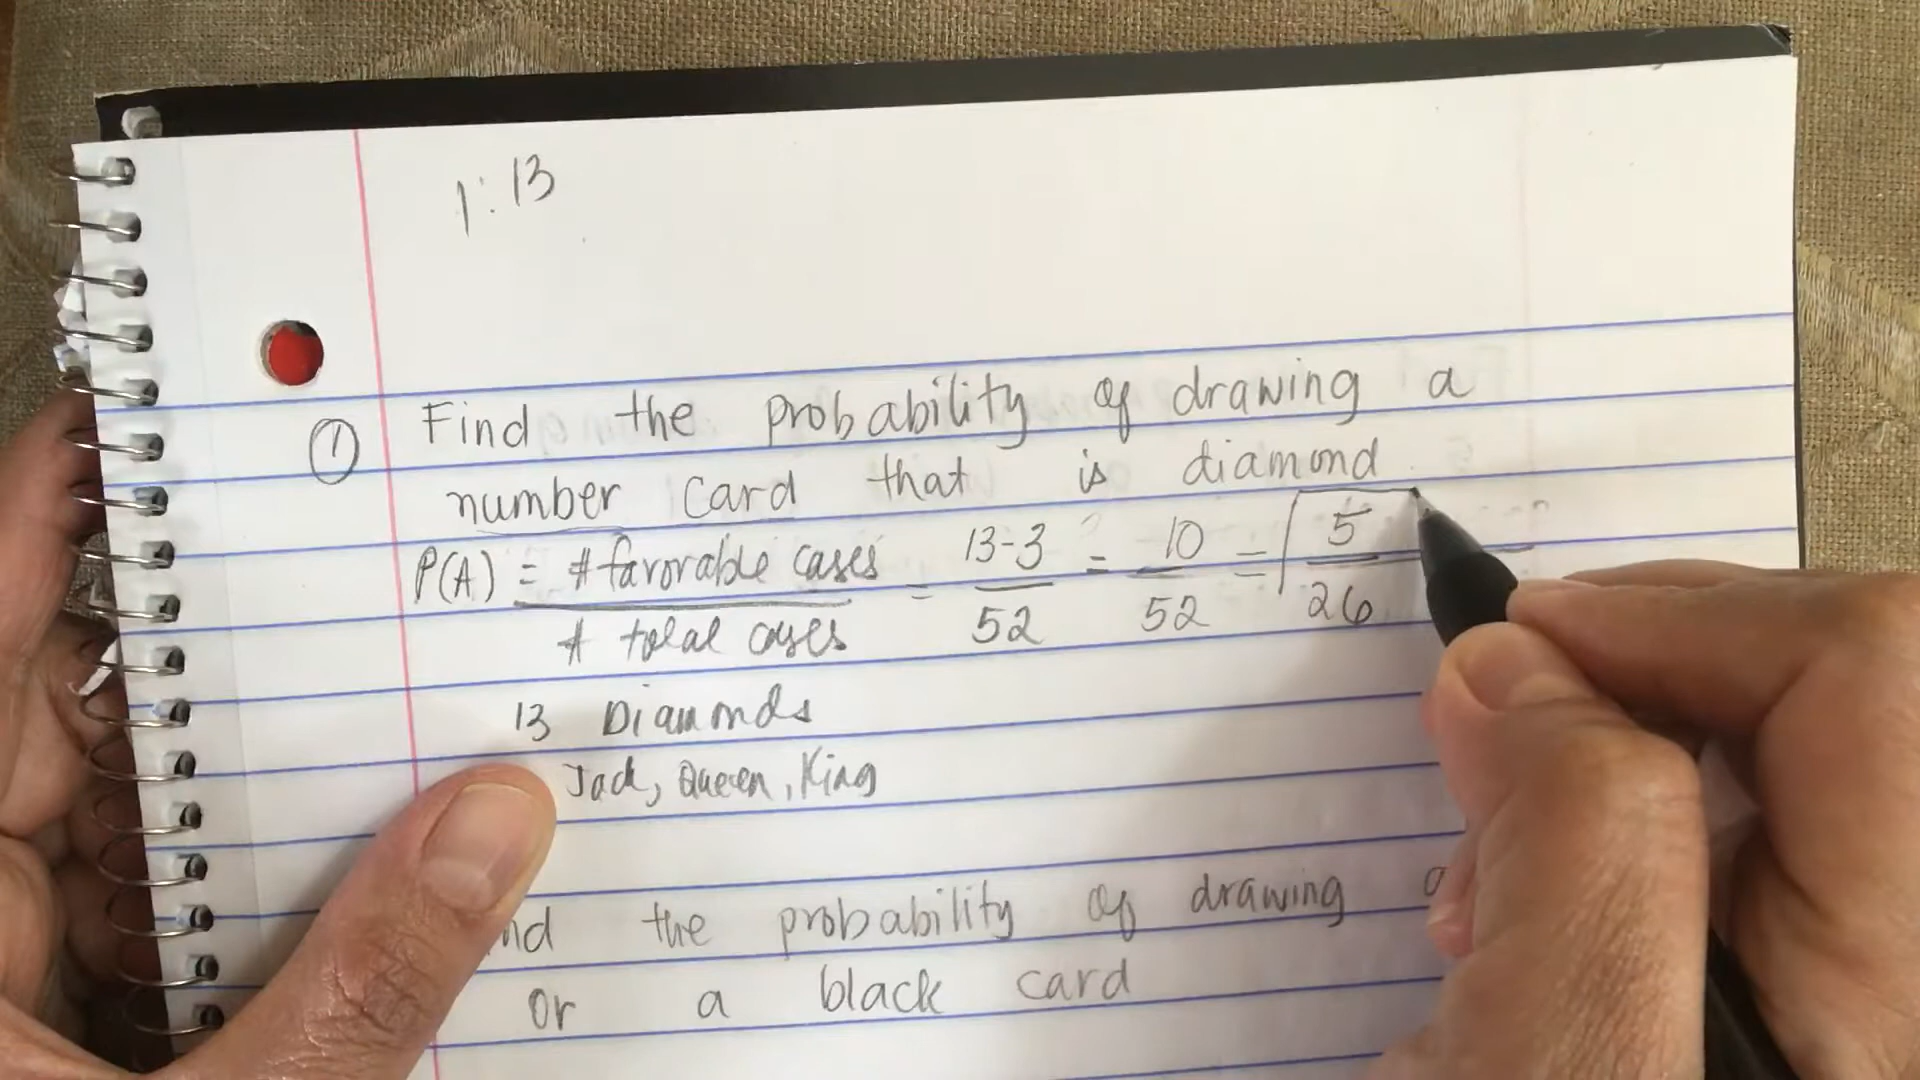 1:13
① Find the probability of drawing a
number card that is diamond
P(A) = # favorable cases / # total cases = 13-3 / 52 = 10 / 52 = 5 / 26
13 Diamonds
Jack, Queen, King
nd the probability of drawing a
or a black card